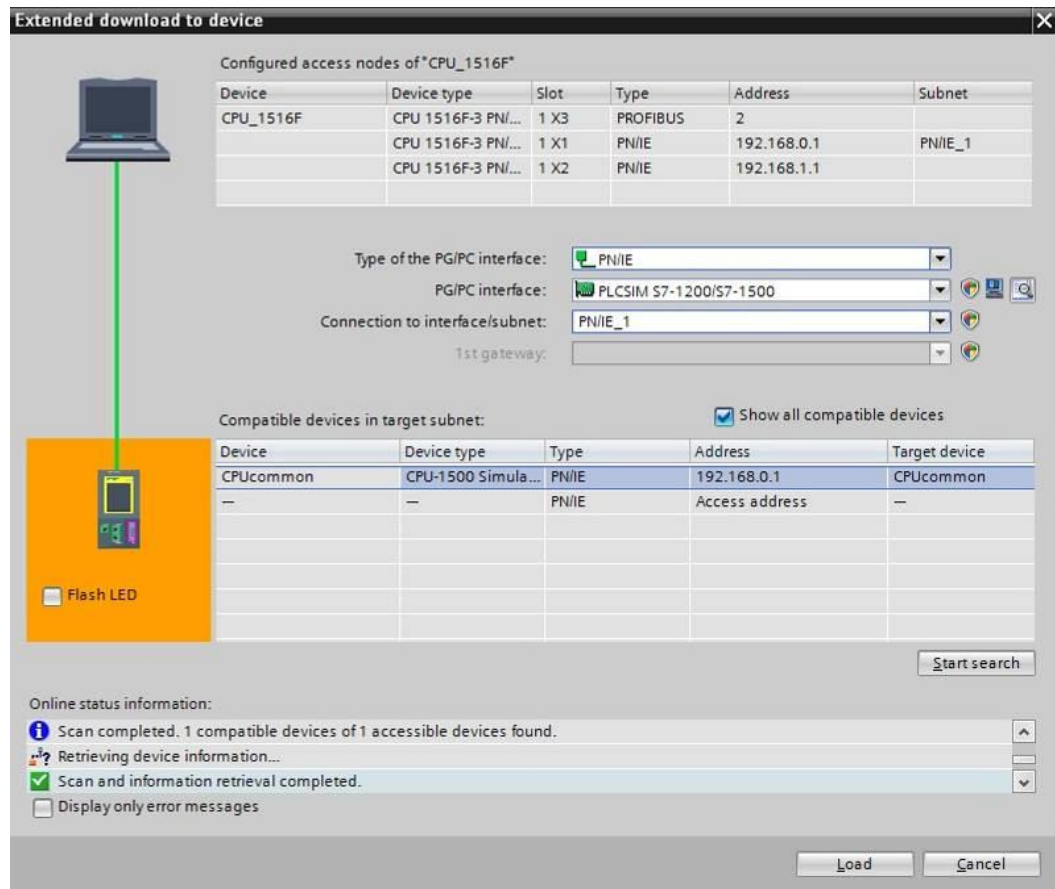 Extended download to device
Configured access nodes of "CPU_1516F"
Device Device type Slot Type Address Subnet
CPU_1516F CPU 1516F-3 PN/... 1 X3 PROFIBUS 2
CPU 1516F-3 PN/... 1 X1 PN/IE 192.168.0.1 PN/IE_1
CPU 1516F-3 PN/... 1 X2 PN/IE 192.168.1.1
Type of the PG/PC interface: PN/IE
PG/PC interface: PLCSIM S7-1200/S7-1500
Connection to interface/subnet: PN/IE_1
1st gateway:
Compatible devices in target subnet: Show all compatible devices
Device Device type Type Address Target device
CPUcommon CPU-1500 Simula... PN/IE 192.168.0.1 CPUcommon
— — PN/IE Access address —
Flash LED
Start search
Online status information:
Scan completed. 1 compatible devices of 1 accessible devices found.
Retrieving device information...
Scan and information retrieval completed.
Display only error messages
Load Cancel